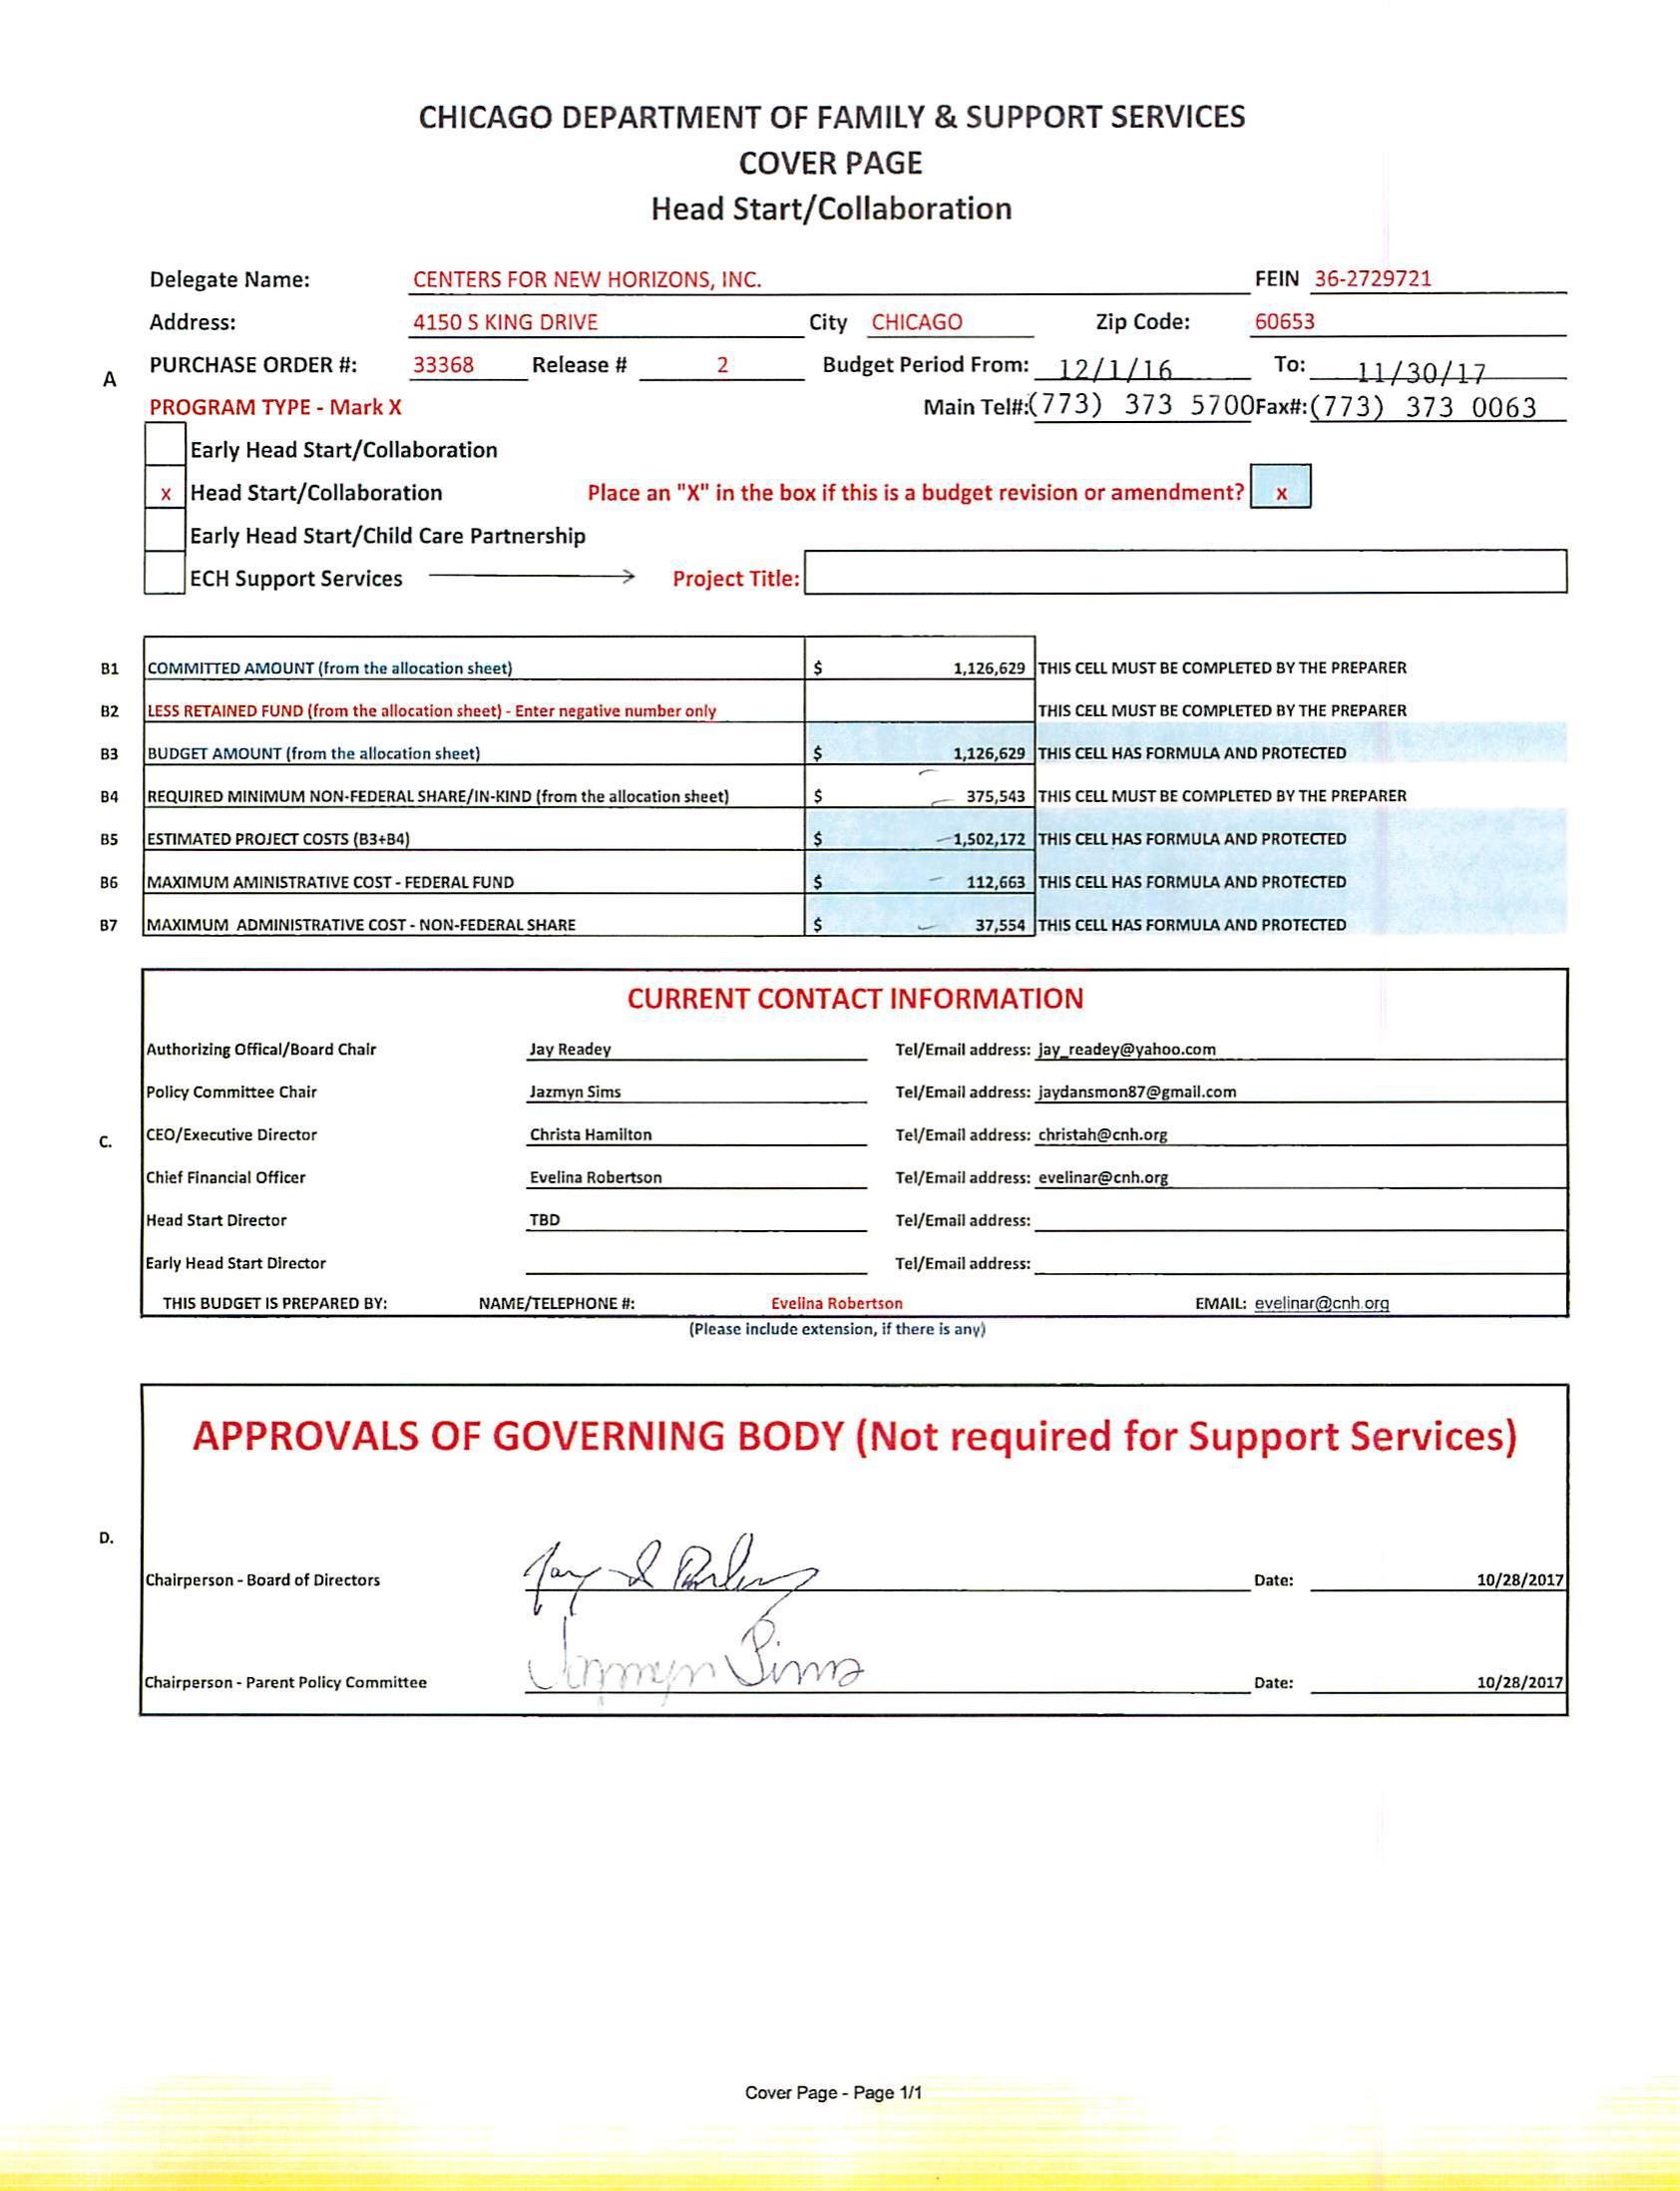 CHICAGO DEPARTMENT OF FAMILY & SUPPORT SERVICES
COVER PAGE
Head Start/Collaboration
Delegate Name: CENTERS FOR NEW HORIZONS, INC. FEIN 36-2729721
Address: 4150 S KING DRIVE City CHICAGO Zip Code: 60653
A PURCHASE ORDER #: 33368 Release # 2 Budget Period From: 12/1/16 To: 11/30/17
PROGRAM TYPE - Mark X Main Tel#:(773) 373 5700 Fax#:(773) 373 0063
Early Head Start/Collaboration
x Head Start/Collaboration Place an "X" in the box if this is a budget revision or amendment? x
Early Head Start/Child Care Partnership
ECH Support Services Project Title:
B1 COMMITTED AMOUNT (from the allocation sheet) $ 1,126,629 THIS CELL MUST BE COMPLETED BY THE PREPARER
B2 LESS RETAINED FUND (from the allocation sheet) - Enter negative number only THIS CELL MUST BE COMPLETED BY THE PREPARER
B3 BUDGET AMOUNT (from the allocation sheet) $ 1,126,629 THIS CELL HAS FORMULA AND PROTECTED
B4 REQUIRED MINIMUM NON-FEDERAL SHARE/IN-KIND (from the allocation sheet) $ 375,543 THIS CELL MUST BE COMPLETED BY THE PREPARER
B5 ESTIMATED PROJECT COSTS (B3+B4) $ 1,502,172 THIS CELL HAS FORMULA AND PROTECTED
B6 MAXIMUM AMINISTRATIVE COST - FEDERAL FUND $ 112,663 THIS CELL HAS FORMULA AND PROTECTED
B7 MAXIMUM ADMINISTRATIVE COST - NON-FEDERAL SHARE $ 37,554 THIS CELL HAS FORMULA AND PROTECTED
CURRENT CONTACT INFORMATION
Authorizing Offical/Board Chair Jay Readey Tel/Email address: jay_readey@yahoo.com
Policy Committee Chair Jazmyn Sims Tel/Email address: jaydansmon87@gmail.com
C. CEO/Executive Director Christa Hamilton Tel/Email address: christah@cnh.org
Chief Financial Officer Evelina Robertson Tel/Email address: evelinar@cnh.org
Head Start Director TBD Tel/Email address:
Early Head Start Director Tel/Email address:
THIS BUDGET IS PREPARED BY: NAME/TELEPHONE #: Evelina Robertson EMAIL: evelinar@cnh.org
(Please include extension, if there is any)
APPROVALS OF GOVERNING BODY (Not required for Support Services)
D.
Chairperson - Board of Directors Date: 10/28/2017
Chairperson - Parent Policy Committee Jazmyn Sims Date: 10/28/2017
Cover Page - Page 1/1